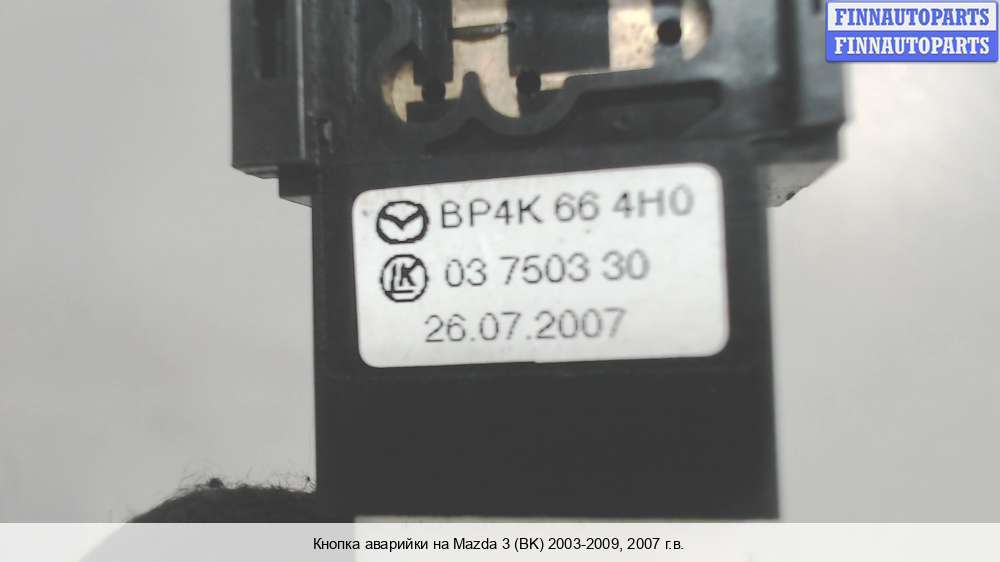 FINNAUTOPARTS
FINNAUTOPARTS
BP4K 66 4H0
LK 03 7503 30
26.07.2007
Кнопка аварийки на Mazda 3 (BK) 2003-2009, 2007 г.в.